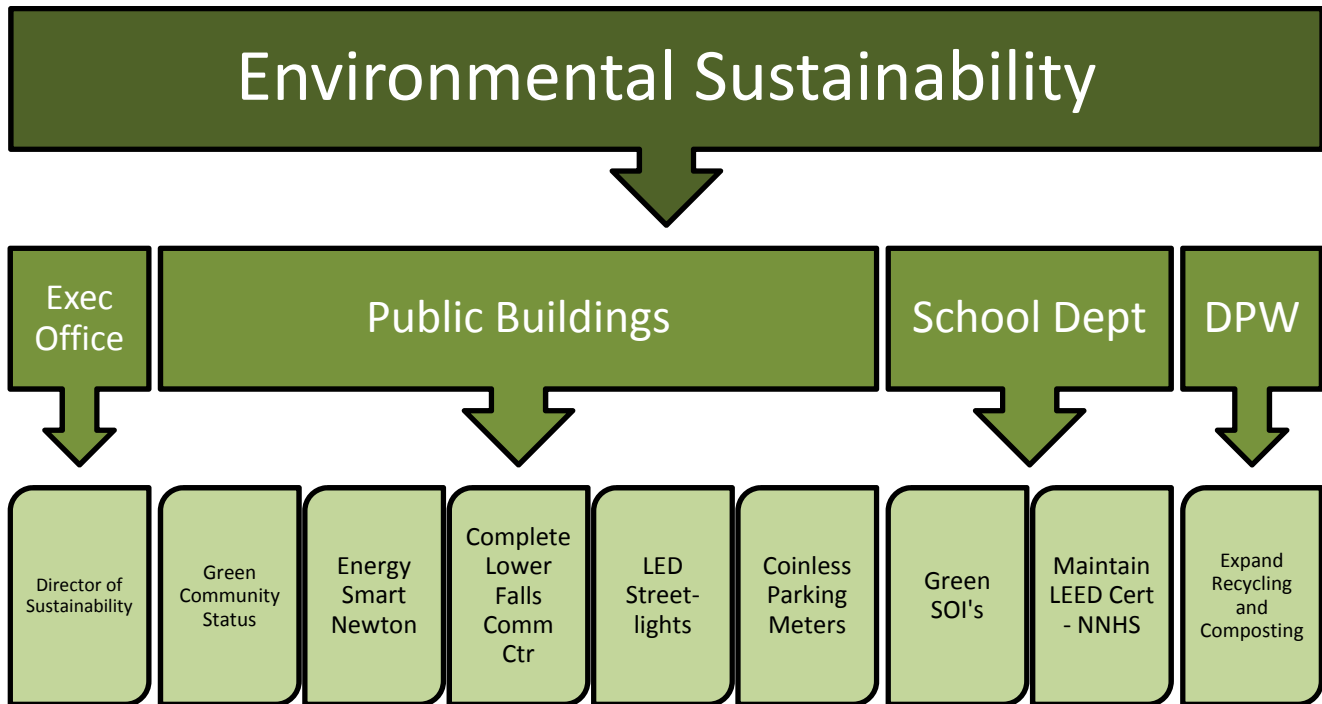 Environmental Sustainability
Exec
Office
Public Buildings
School Dept
DPW
Director of
Sustainability
Green
Community
Status
Energy
Smart
Newton
Complete
Lower
Falls
Comm
Ctr
LED
Street-
lights
Coinless
Parking
Meters
Green
SOI's
Maintain
LEED Cert
- NNHS
Expand
Recycling
and
Composting